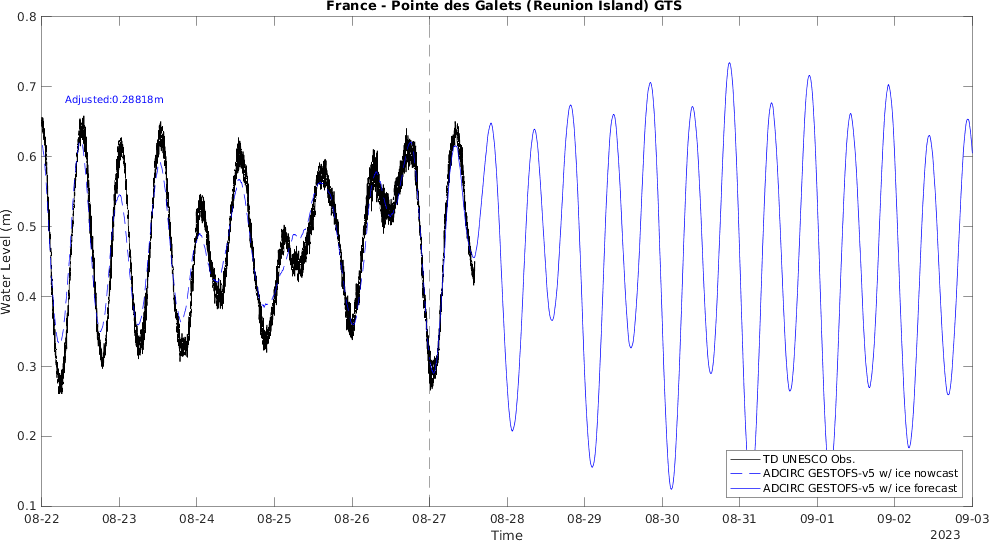 France - Pointe des Galets (Reunion Island) GTS
0.8
0.7
0.6
0.5
0.4
0.3
0.2
0.1
Water Level (m)
Adjusted:0.28818m
TD UNESCO Obs.
ADCIRC GESTOFS-v5 w/ ice nowcast
ADCIRC GESTOFS-v5 w/ ice forecast
08-22 08-23 08-24 08-25 08-26 08-27 08-28 08-29 08-30 08-31 09-01 09-02 09-03
Time
2023